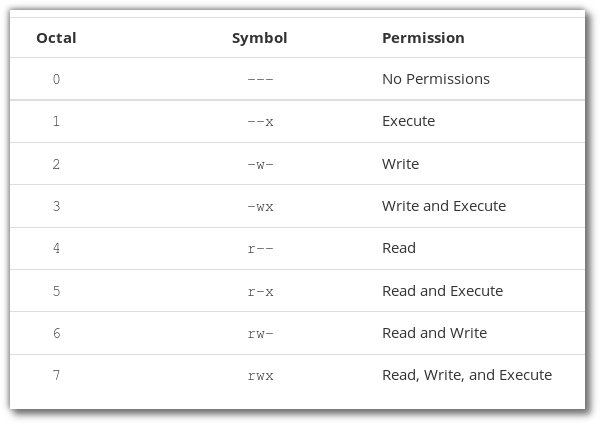 Octal Symbol Permission
0 --- No Permissions
1 --x Execute
2 -w- Write
3 -wx Write and Execute
4 r-- Read
5 r-x Read and Execute
6 rw- Read and Write
7 rwx Read, Write, and Execute